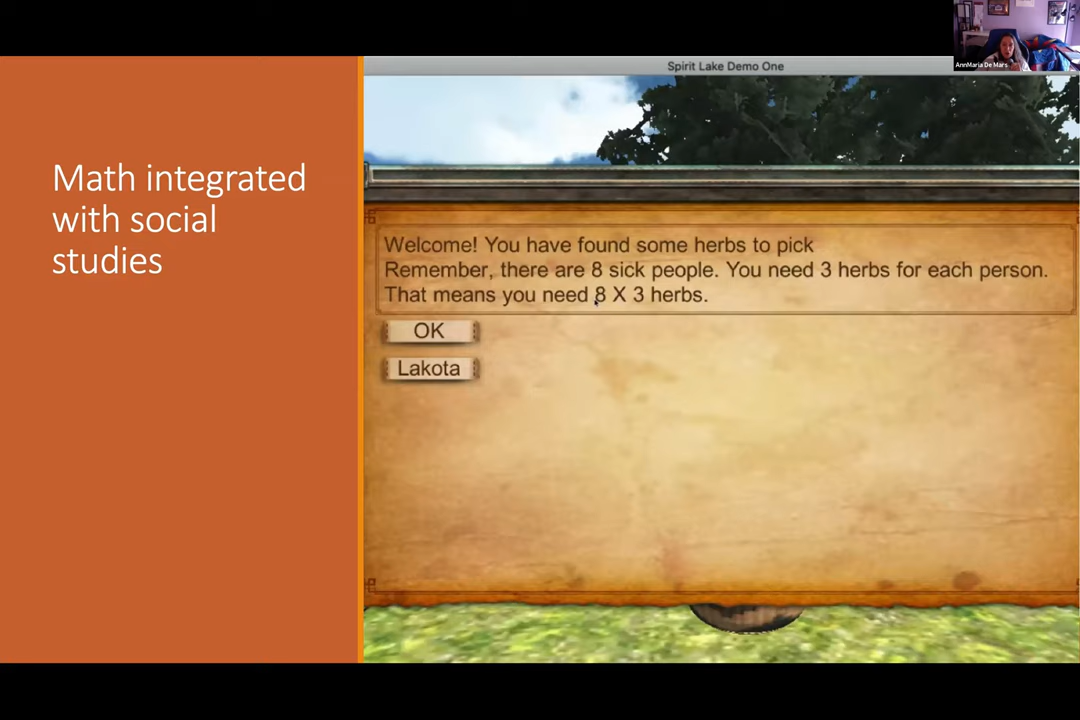 AnnMaria De Mars
Spirit Lake Demo One
Math integrated
with social
studies
Welcome! You have found some herbs to pick
Remember, there are 8 sick people. You need 3 herbs for each person.
That means you need 8 X 3 herbs.
OK
Lakota